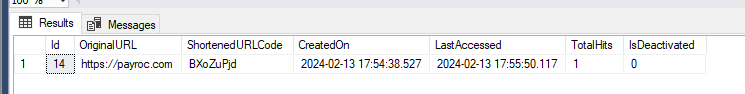 100 %
Results Messages
Id OriginalURL ShortenedURLCode CreatedOn LastAccessed TotalHits IsDeactivated
1 14 https://payroc.com BXoZuPjd 2024-02-13 17:54:38.527 2024-02-13 17:55:50.117 1 0